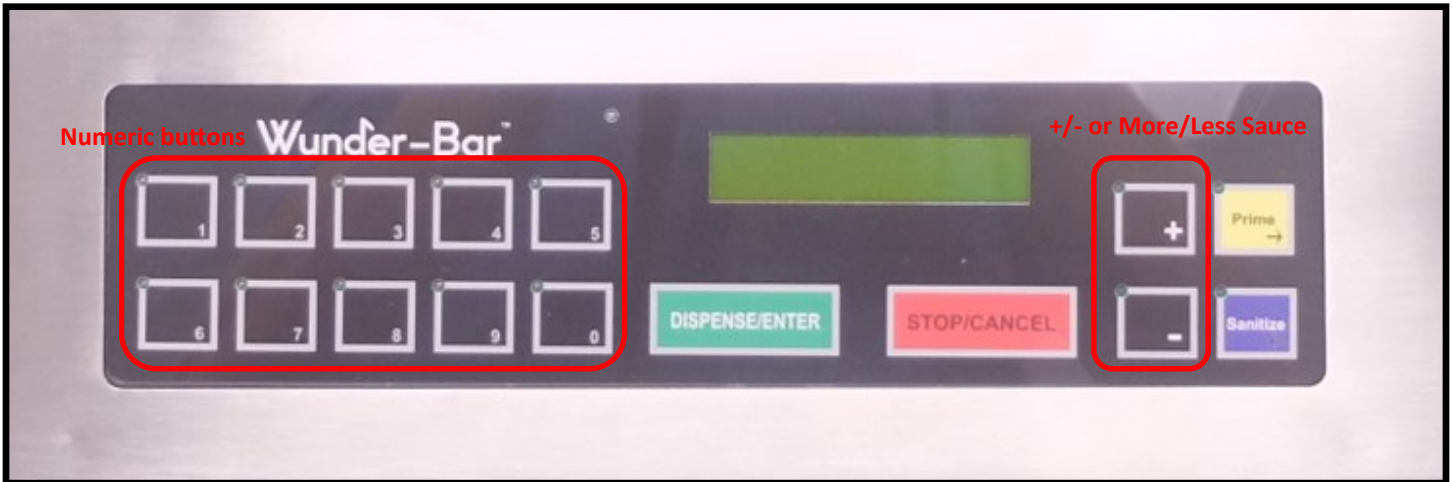 Numeric buttons
Wunder-Bar™
+/- or More/Less Sauce
1 2 3 4 5
+
Prime
→
6 7 8 9 0
DISPENSE/ENTER
STOP/CANCEL
-
Sanitize